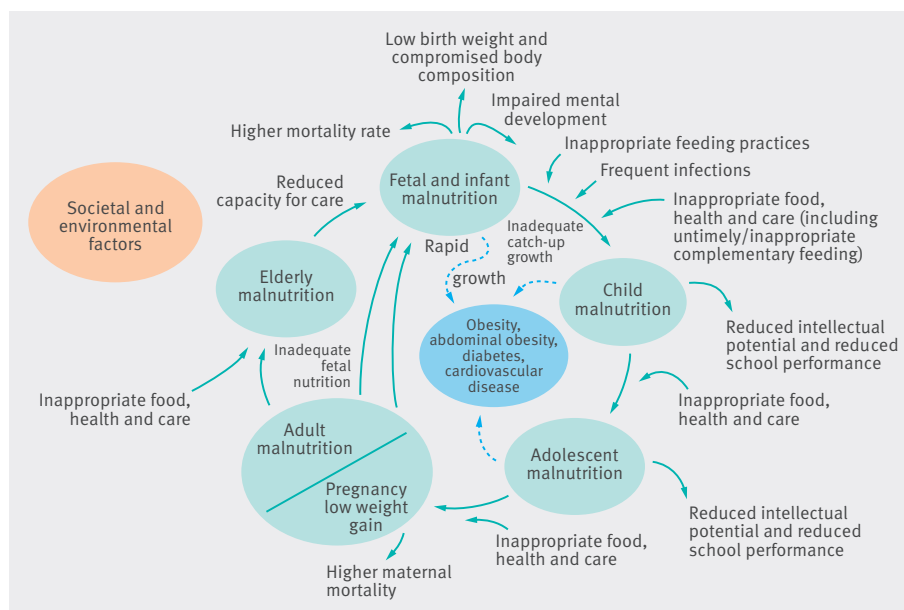 Low birth weight and
compromised body
composition
Impaired mental
development
Higher mortality rate
Inappropriate feeding practices
Frequent infections
Fetal and infant
malnutrition
Reduced
capacity for care
Inappropriate food,
health and care (including
untimely/inappropriate
complementary feeding)
Societal and
environmental
factors
Inadequate
catch-up
growth
Rapid
growth
Elderly
malnutrition
Child
malnutrition
Obesity,
abdominal obesity,
diabetes,
cardiovascular
disease
Reduced intellectual
potential and reduced
school performance
Inadequate
fetal
nutrition
Inappropriate food,
health and care
Inappropriate food,
health and care
Adult
malnutrition
Pregnancy
low weight
gain
Adolescent
malnutrition
Reduced intellectual
potential and reduced
school performance
Inappropriate food,
health and care
Higher maternal
mortality